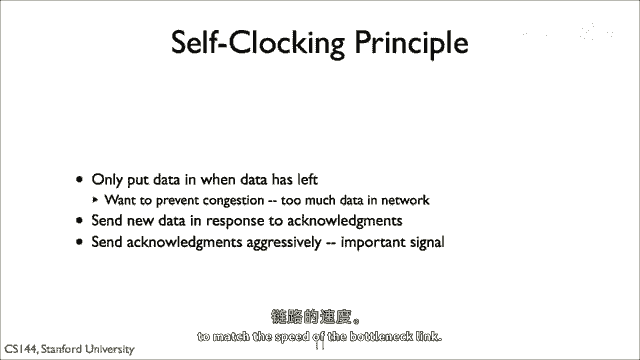 Self-Clocking Principle
• Only put data in when data has left
‣ Want to prevent congestion -- too much data in network
• Send new data in response to acknowledgments
• Send acknowledgments aggressively -- important signal
链路的速度。
to match the speed of the bottleneck link.
CS144, Stanford University
11